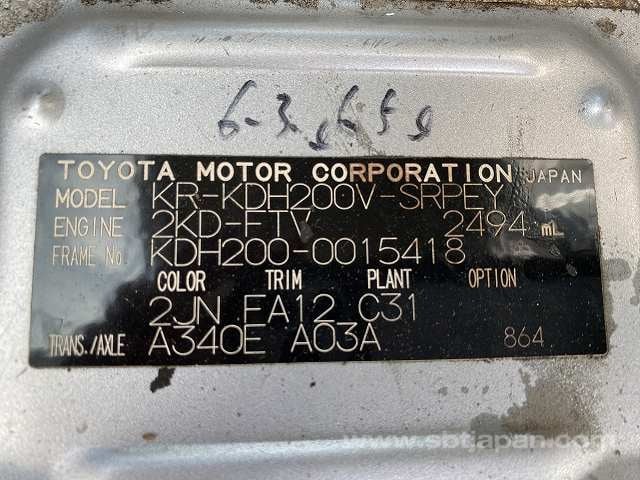 TOYOTA MOTOR CORPORATION JAPAN
MODEL KR-KDH200V-SRPEY
ENGINE 2KD-FTV 2494 mL
FRAME No. KDH200-0015418
COLOR TRIM PLANT OPTION
2JN FA12 C31
TRANS./AXLE A340E A03A 864
www.sbtjapan.com